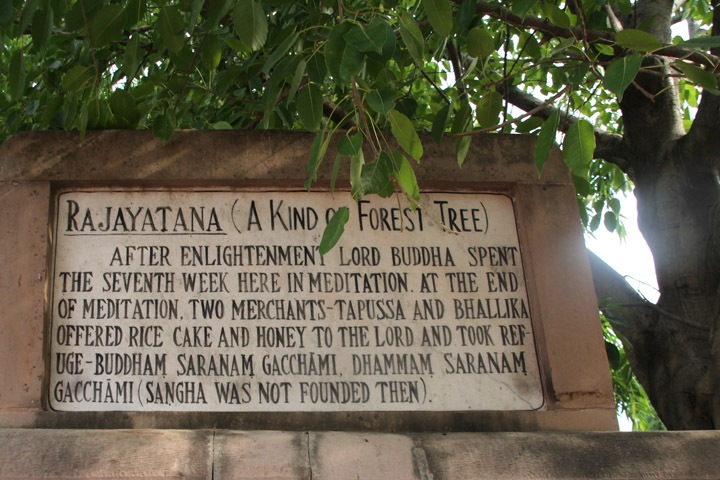 RAJAYATANA (A KIND OF FOREST TREE)
AFTER ENLIGHTENMENT LORD BUDDHA SPENT
THE SEVENTH WEEK HERE IN MEDITATION. AT THE END
OF MEDITATION, TWO MERCHANTS-TAPUSSA AND BHALLIKA
OFFERED RICE CAKE AND HONEY TO THE LORD AND TOOK REF-
UGE-BUDDHAṂ SARANAṂ GACCHĀMI. DHAMMAṂ SARANAṂ
GACCHĀMI (SAṂGHA WAS NOT FOUNDED THEN).